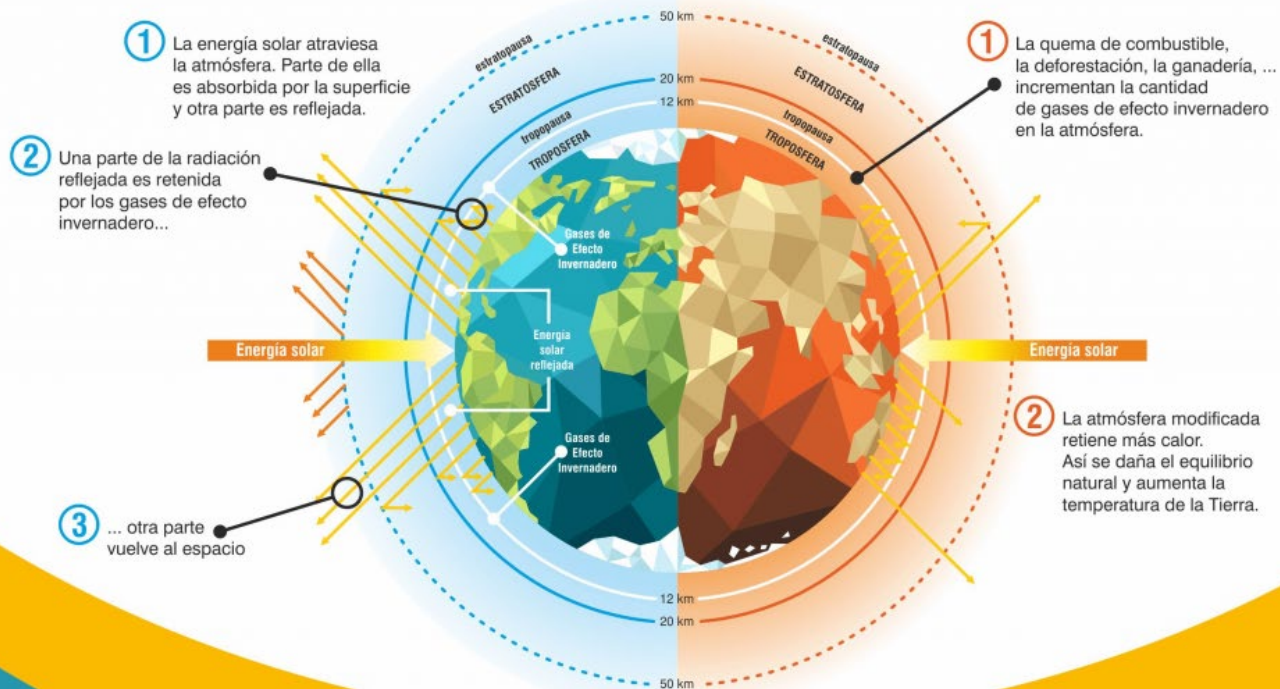 1
La energía solar atraviesa
la atmósfera. Parte de ella
es absorbida por la superficie
y otra parte es reflejada.
2
Una parte de la radiación
reflejada es retenida
por los gases de efecto
invernadero...
Energía solar
3
... otra parte
vuelve al espacio
50 km
20 km
12 km
estratopausa
ESTRATOSFERA
tropopausa
TROPOSFERA
Gases de
Efecto
Invernadero
Energía
solar
reflejada
Gases de
Efecto
Invernadero
12 km
20 km
50 km
estratopausa
ESTRATOSFERA
tropopausa
TROPOSFERA
1
La quema de combustible,
la deforestación, la ganadería, ...
incrementan la cantidad
de gases de efecto invernadero
en la atmósfera.
Energía solar
2
La atmósfera modificada
retiene más calor.
Así se daña el equilibrio
natural y aumenta la
temperatura de la Tierra.